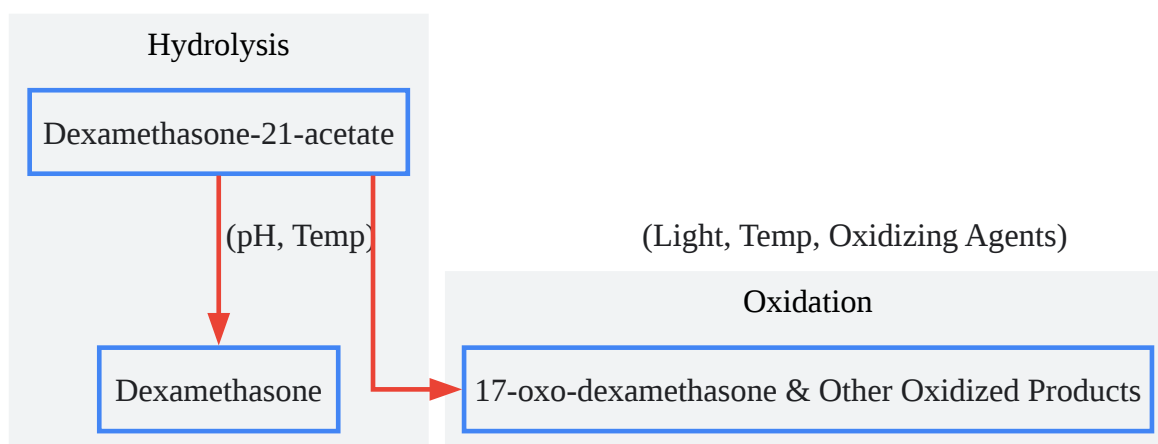 Hydrolysis
Dexamethasone-21-acetate
(pH, Temp)
(Light, Temp, Oxidizing Agents)
Oxidation
Dexamethasone
17-oxo-dexamethasone & Other Oxidized Products